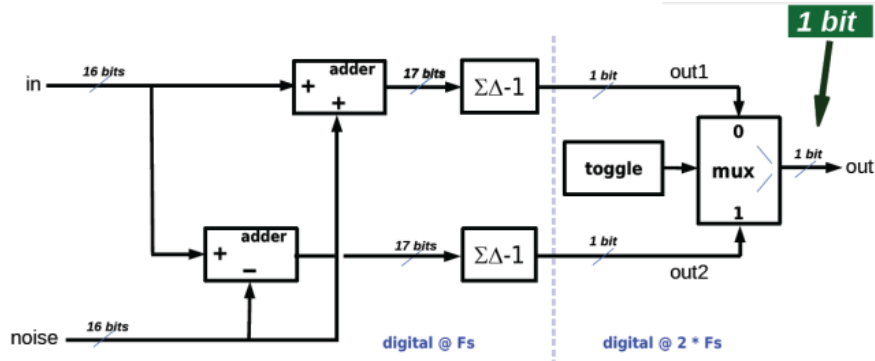 1 bit
in
16 bits
adder
+
+
17 bits
ΣΔ-1
1 bit
out1
0
toggle
mux
1 bit
out
1
adder
+
−
17 bits
ΣΔ-1
1 bit
out2
noise
16 bits
digital @ Fs
digital @ 2 * Fs